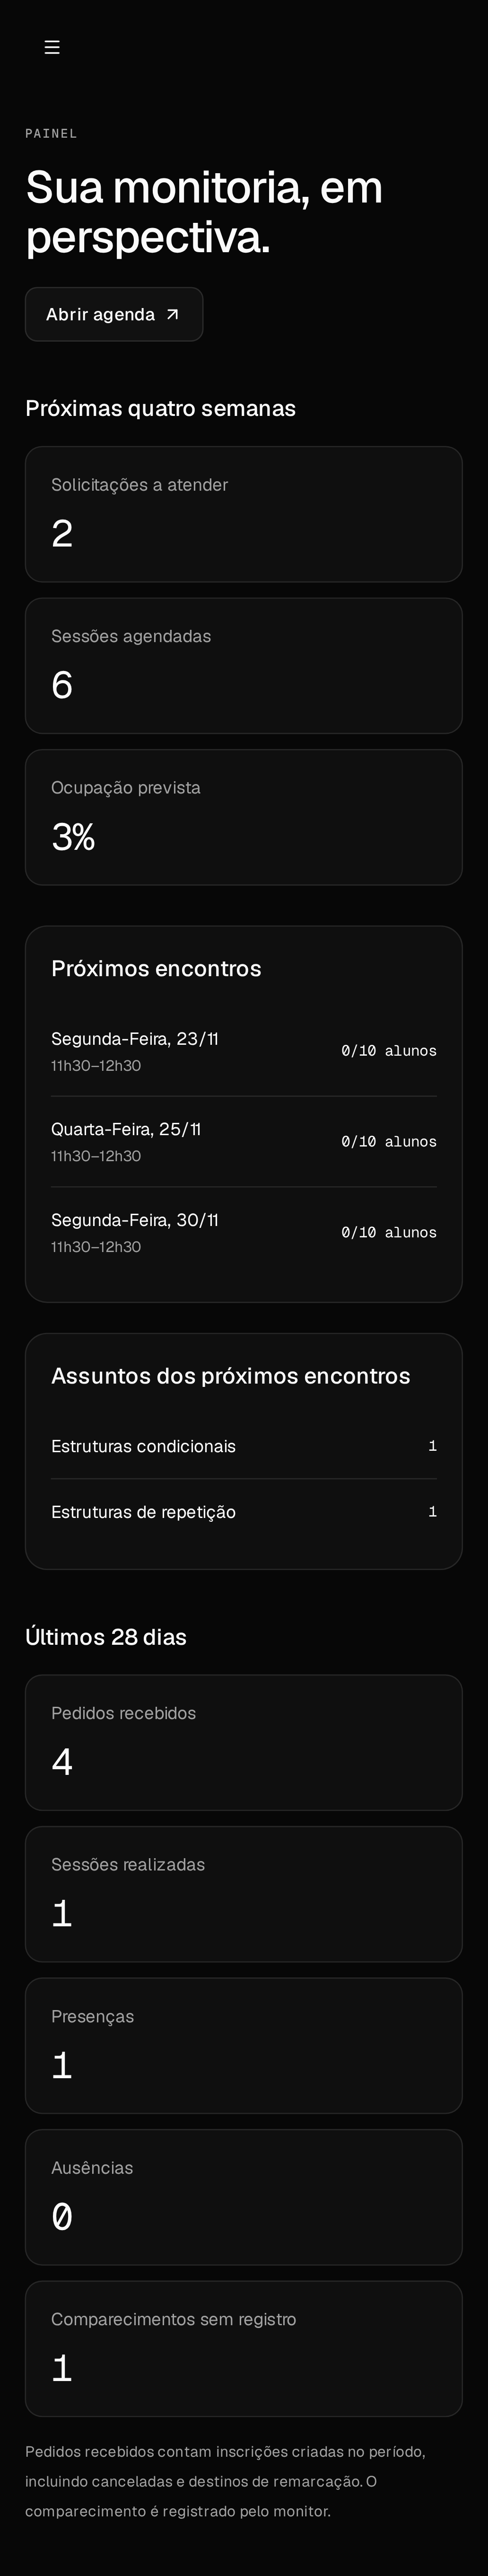 PAINEL
Sua monitoria, em
perspectiva.
Abrir agenda
Próximas quatro semanas
Solicitações a atender
2
Sessões agendadas
6
Ocupação prevista
3%
Próximos encontros
Segunda-Feira, 23/11
11h30–12h30
0/10 alunos
Quarta-Feira, 25/11
11h30–12h30
0/10 alunos
Segunda-Feira, 30/11
11h30–12h30
0/10 alunos
Assuntos dos próximos encontros
Estruturas condicionais 1
Estruturas de repetição 1
Últimos 28 dias
Pedidos recebidos
4
Sessões realizadas
1
Presenças
1
Ausências
0
Comparecimentos sem registro
1
Pedidos recebidos contam inscrições criadas no período,
incluindo canceladas e destinos de remarcação. O
comparecimento é registrado pelo monitor.